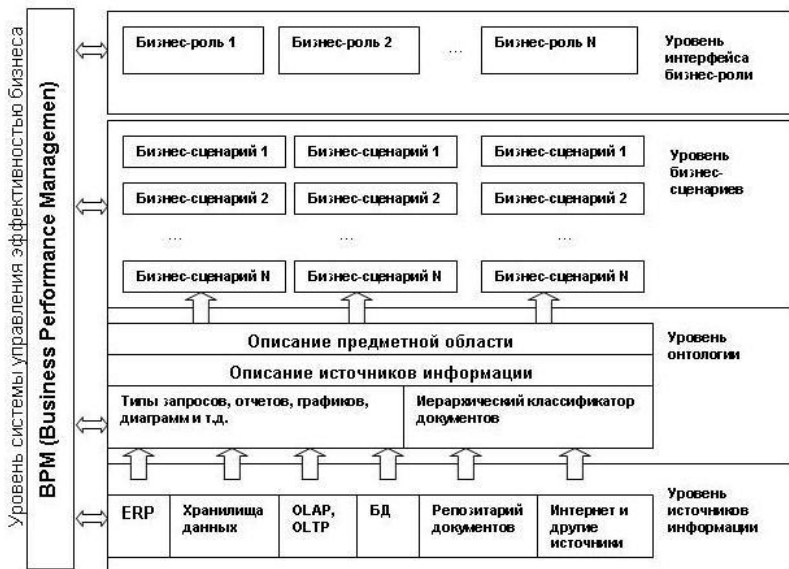 Уровень системы управления эффективностью бизнеса
BPM (Business Performance Managemen)
Бизнес-роль 1
Бизнес-роль 2
...
Бизнес-роль N
Уровень
интерфейса
бизнес-роли
Бизнес-сценарий 1
Бизнес-сценарий 1
Бизнес-сценарий 1
Уровень
бизнес-
сценариев
Бизнес-сценарий 2
Бизнес-сценарий 2
Бизнес-сценарий 2
...
...
...
Бизнес-сценарий N
Бизнес-сценарий N
Бизнес-сценарий N
Описание предметной области
Уровень
онтологии
Описание источников информации
Типы запросов, отчетов, графиков,
диаграмм и т.д.
Иерархический классификатор
документов
ERP
Хранилища
данных
OLAP,
OLTP
БД
Репозитарий
документов
Интернет и
другие
источники
Уровень
источников
информации